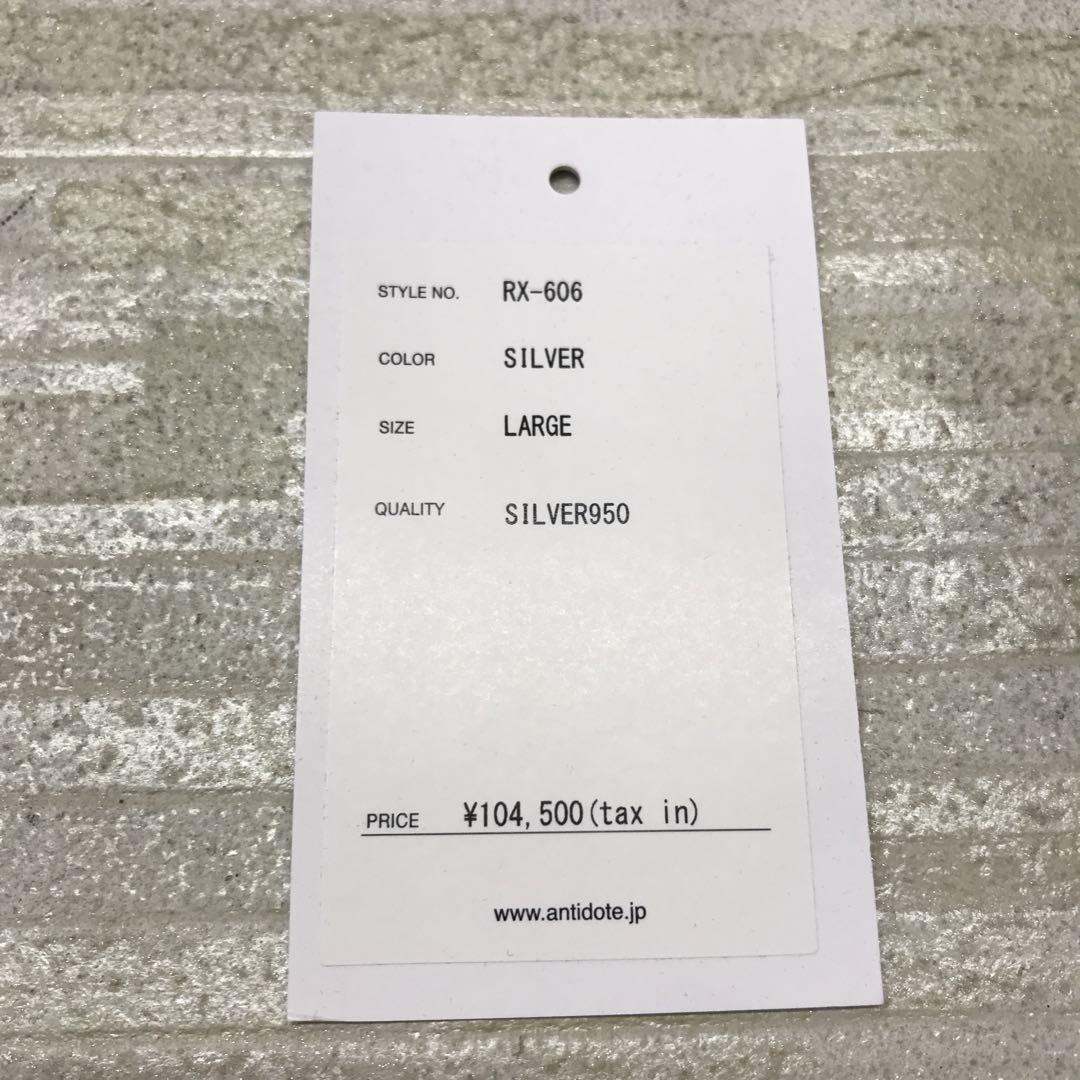 STYLE NO. RX-606
COLOR SILVER
SIZE LARGE
QUALITY SILVER950
PRICE ¥104,500(tax in)
www.antidote.jp